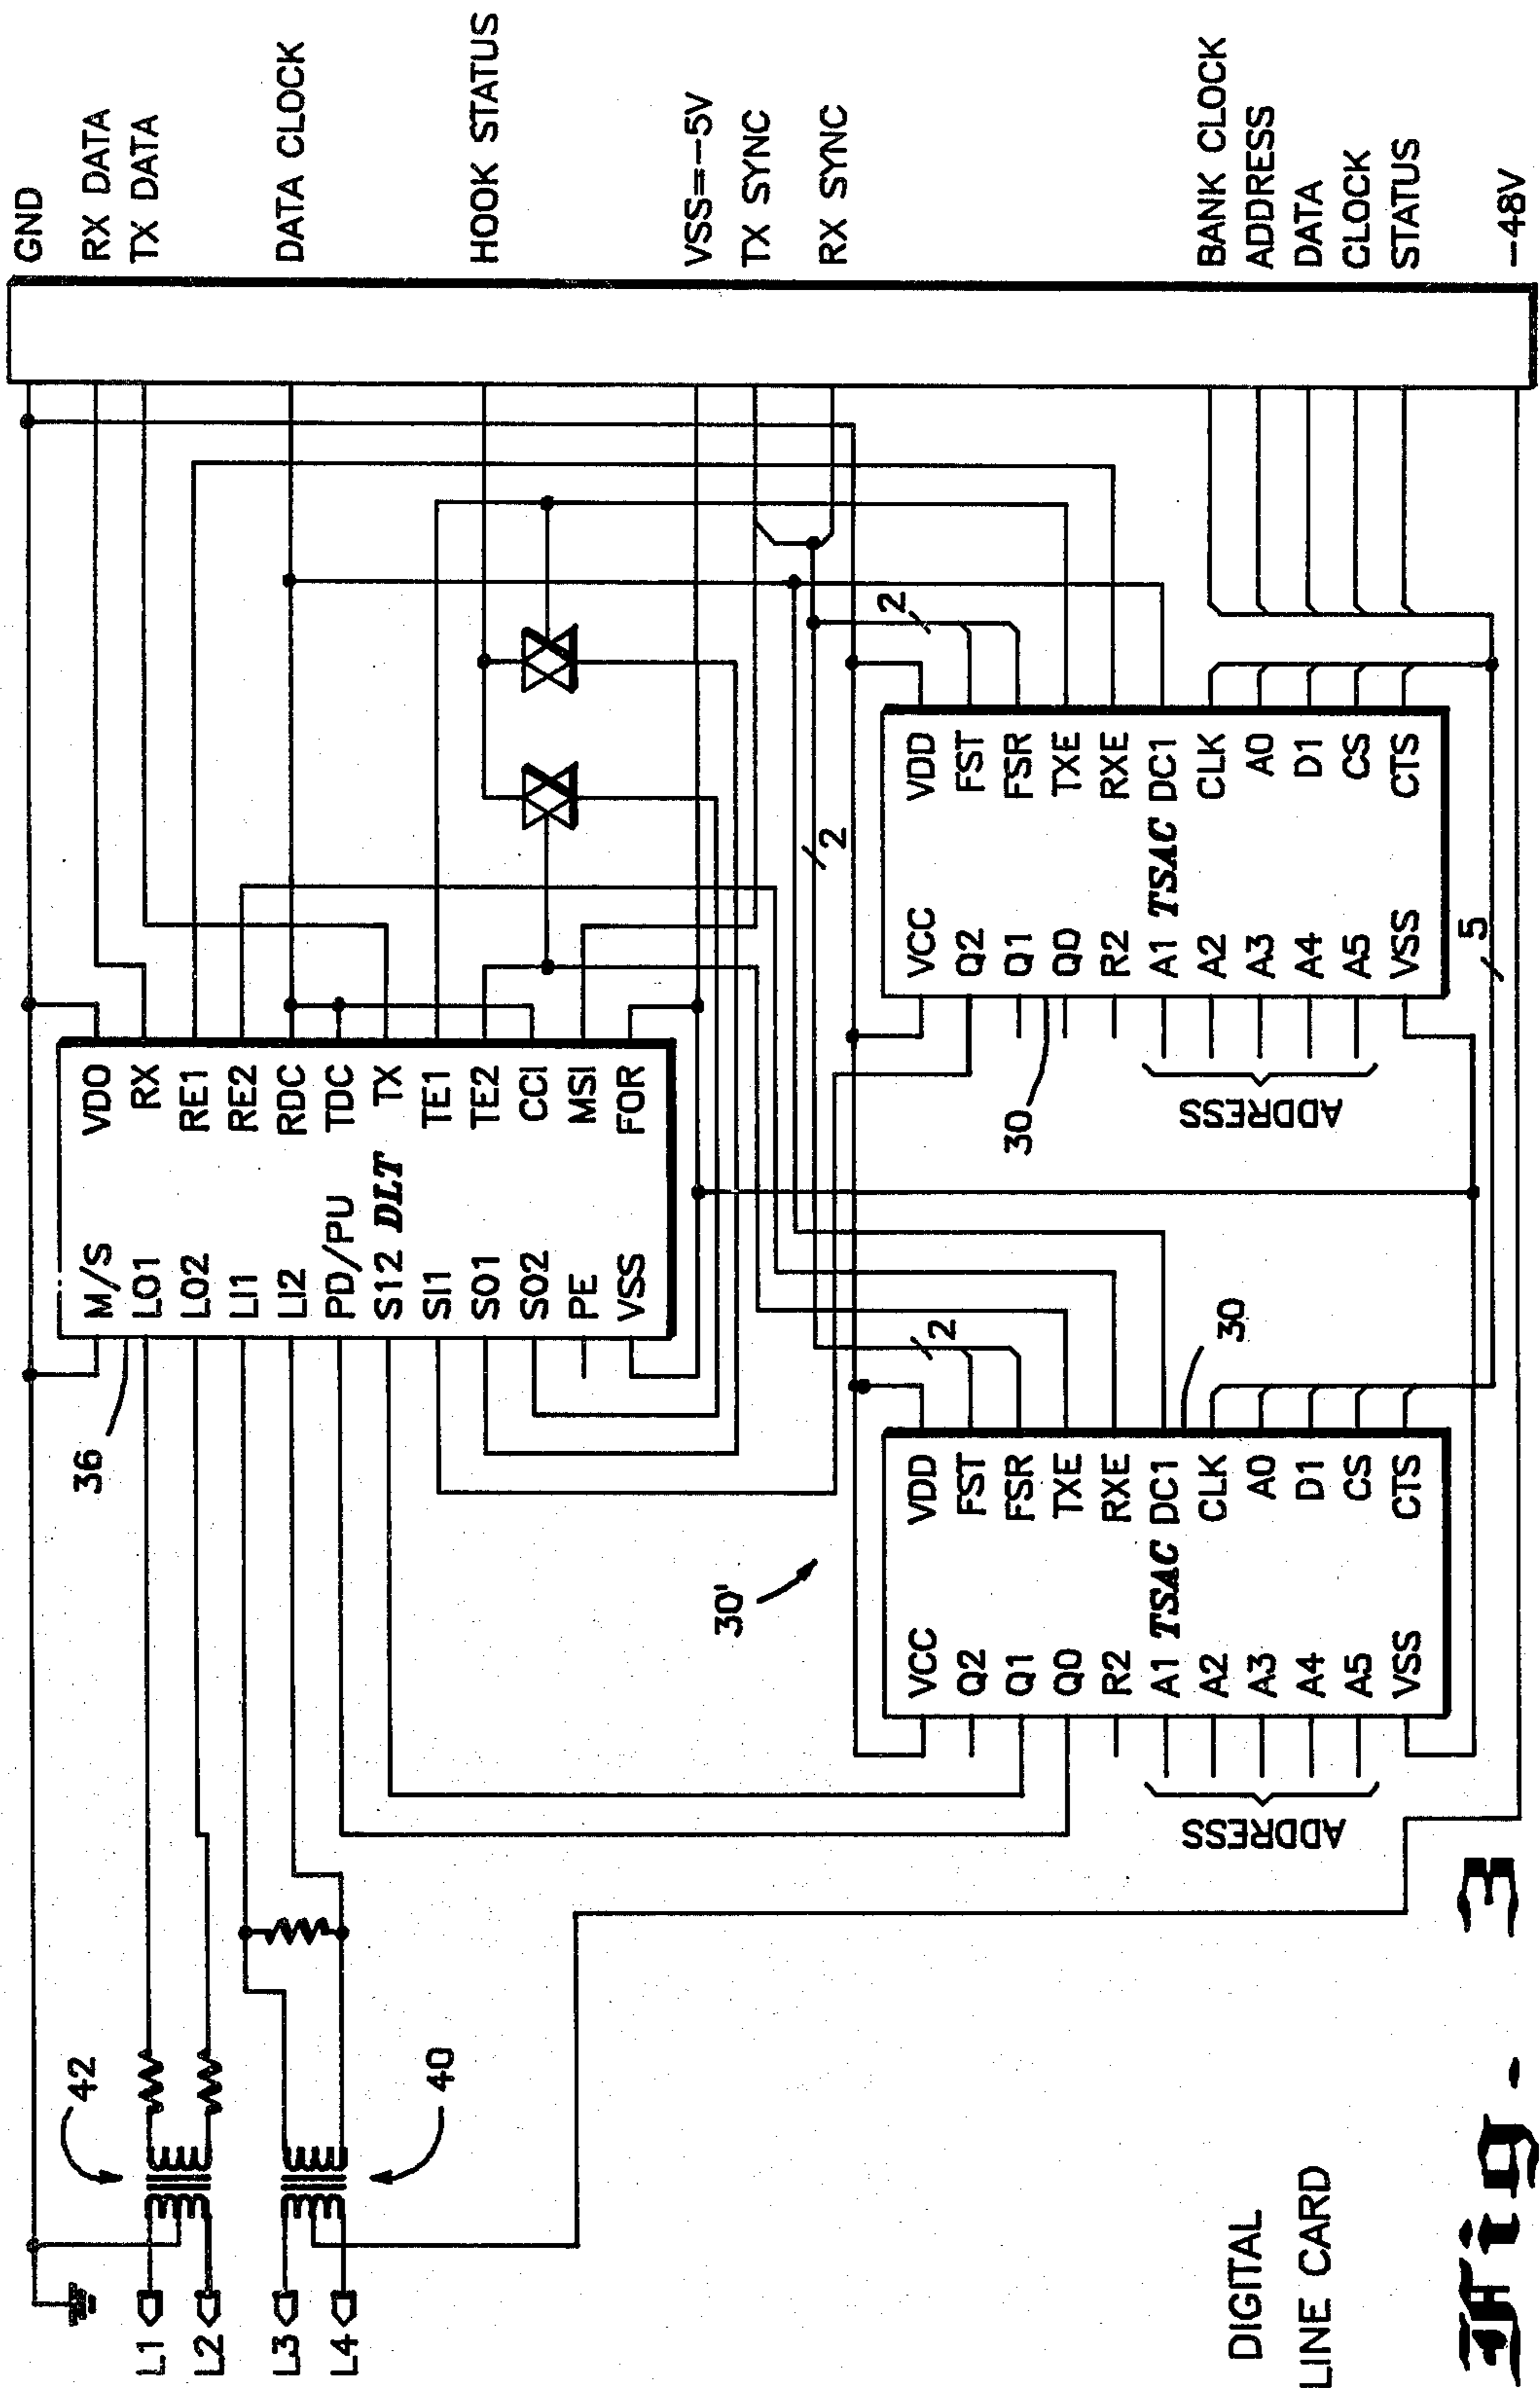 GND
RX DATA
TX DATA
DATA CLOCK
HOOK STATUS
VSS=-5V
TX SYNC
RX SYNC
BANK CLOCK
ADDRESS
DATA
CLOCK
STATUS
-48V
L1
L2
L3
L4
42
40
36
M/S
LO1
LO2
LI1
LI2
PD/PU
S12
SI1
SO1
SO2
PE
VSS
DLT
VDD
RX
RE1
RE2
RDC
TDC
TX
TE1
TE2
CCI
MSI
FOR
30'
VCC
Q2
Q1
Q0
R2
A1
A2
A3
A4
A5
VSS
TSAC
VDD
FST
FSR
TXE
RXE
DC1
CLK
A0
D1
CS
CTS
ADDRESS
30
2
2
VCC
Q2
Q1
Q0
R2
A1
A2
A3
A4
A5
VSS
TSAC
VDD
FST
FSR
TXE
RXE
DC1
CLK
A0
D1
CS
CTS
ADDRESS
30
2
5
DIGITAL
LINE CARD
Fig. 3